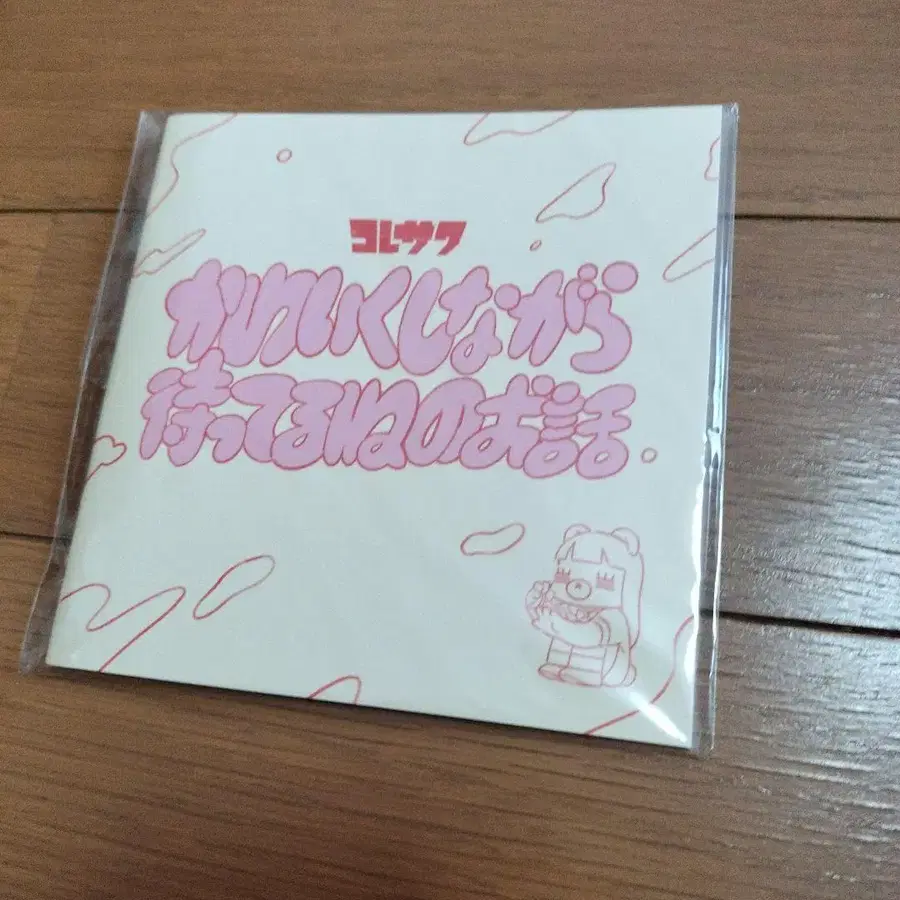 コレサワ
かわいくしながら
待ってるねのお話